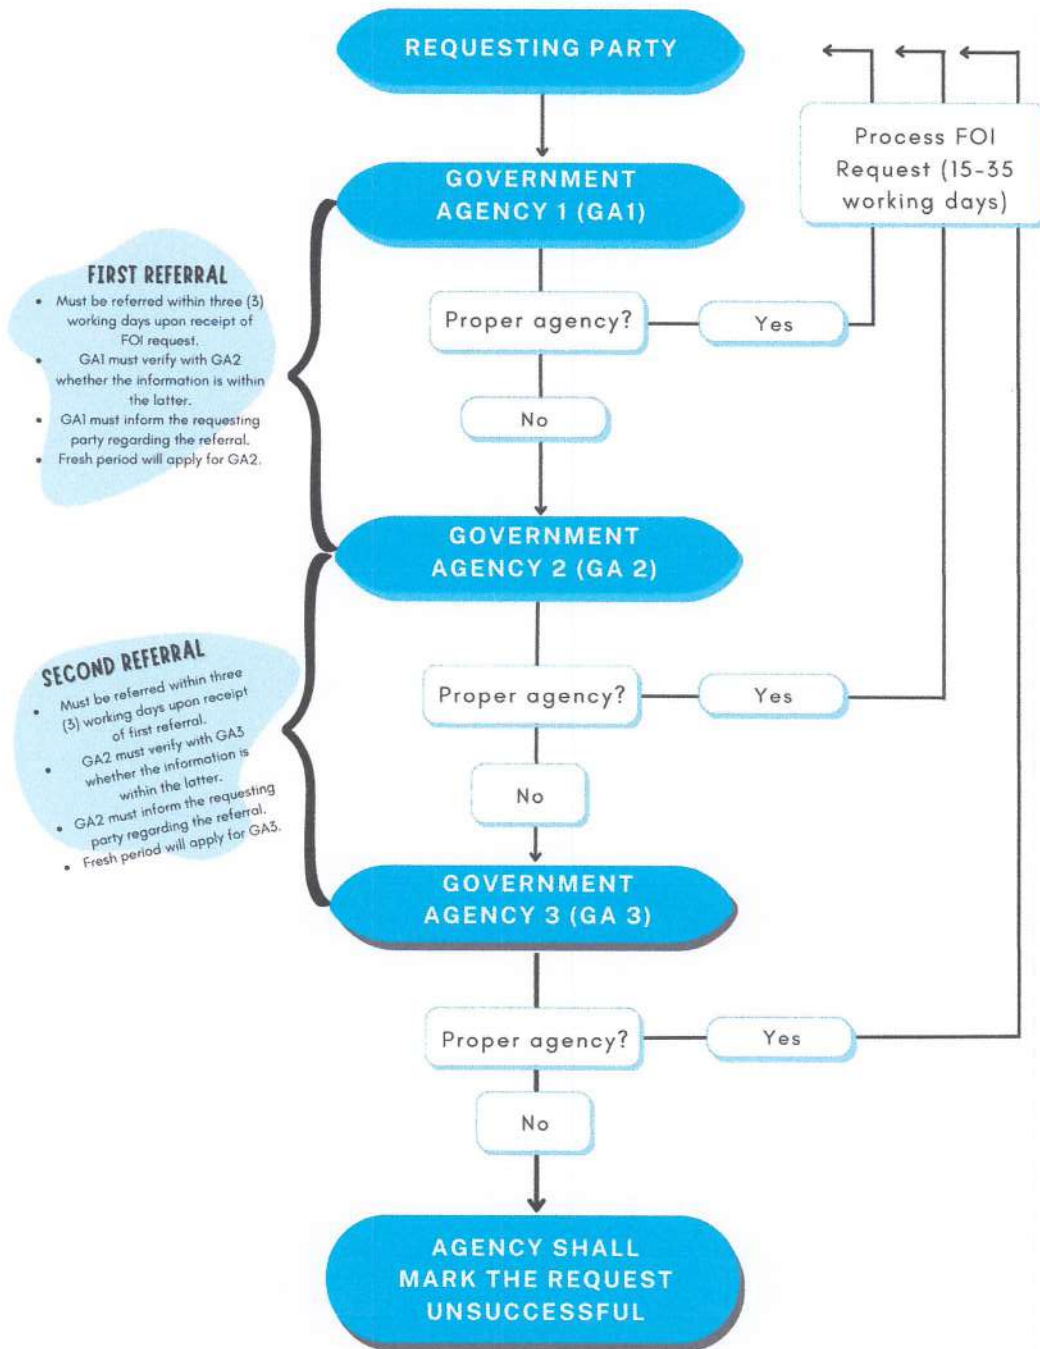 REQUESTING PARTY
GOVERNMENT
AGENCY 1 (GA1)
Process FOI
Request (15-35
working days)
FIRST REFERRAL
• Must be referred within three (3)
working days upon receipt of
FOI request.
• GA1 must verify with GA2
whether the information is within
the latter.
• GA1 must inform the requesting
party regarding the referral.
• Fresh period will apply for GA2.
Proper agency?
Yes
No
GOVERNMENT
AGENCY 2 (GA 2)
SECOND REFERRAL
• Must be referred within three
(3) working days upon receipt
of first referral.
• GA2 must verify with GA3
whether the information is
within the latter.
• GA2 must inform the requesting
party regarding the referral.
• Fresh period will apply for GA3.
Proper agency?
Yes
No
GOVERNMENT
AGENCY 3 (GA 3)
Proper agency?
Yes
No
AGENCY SHALL
MARK THE REQUEST
UNSUCCESSFUL